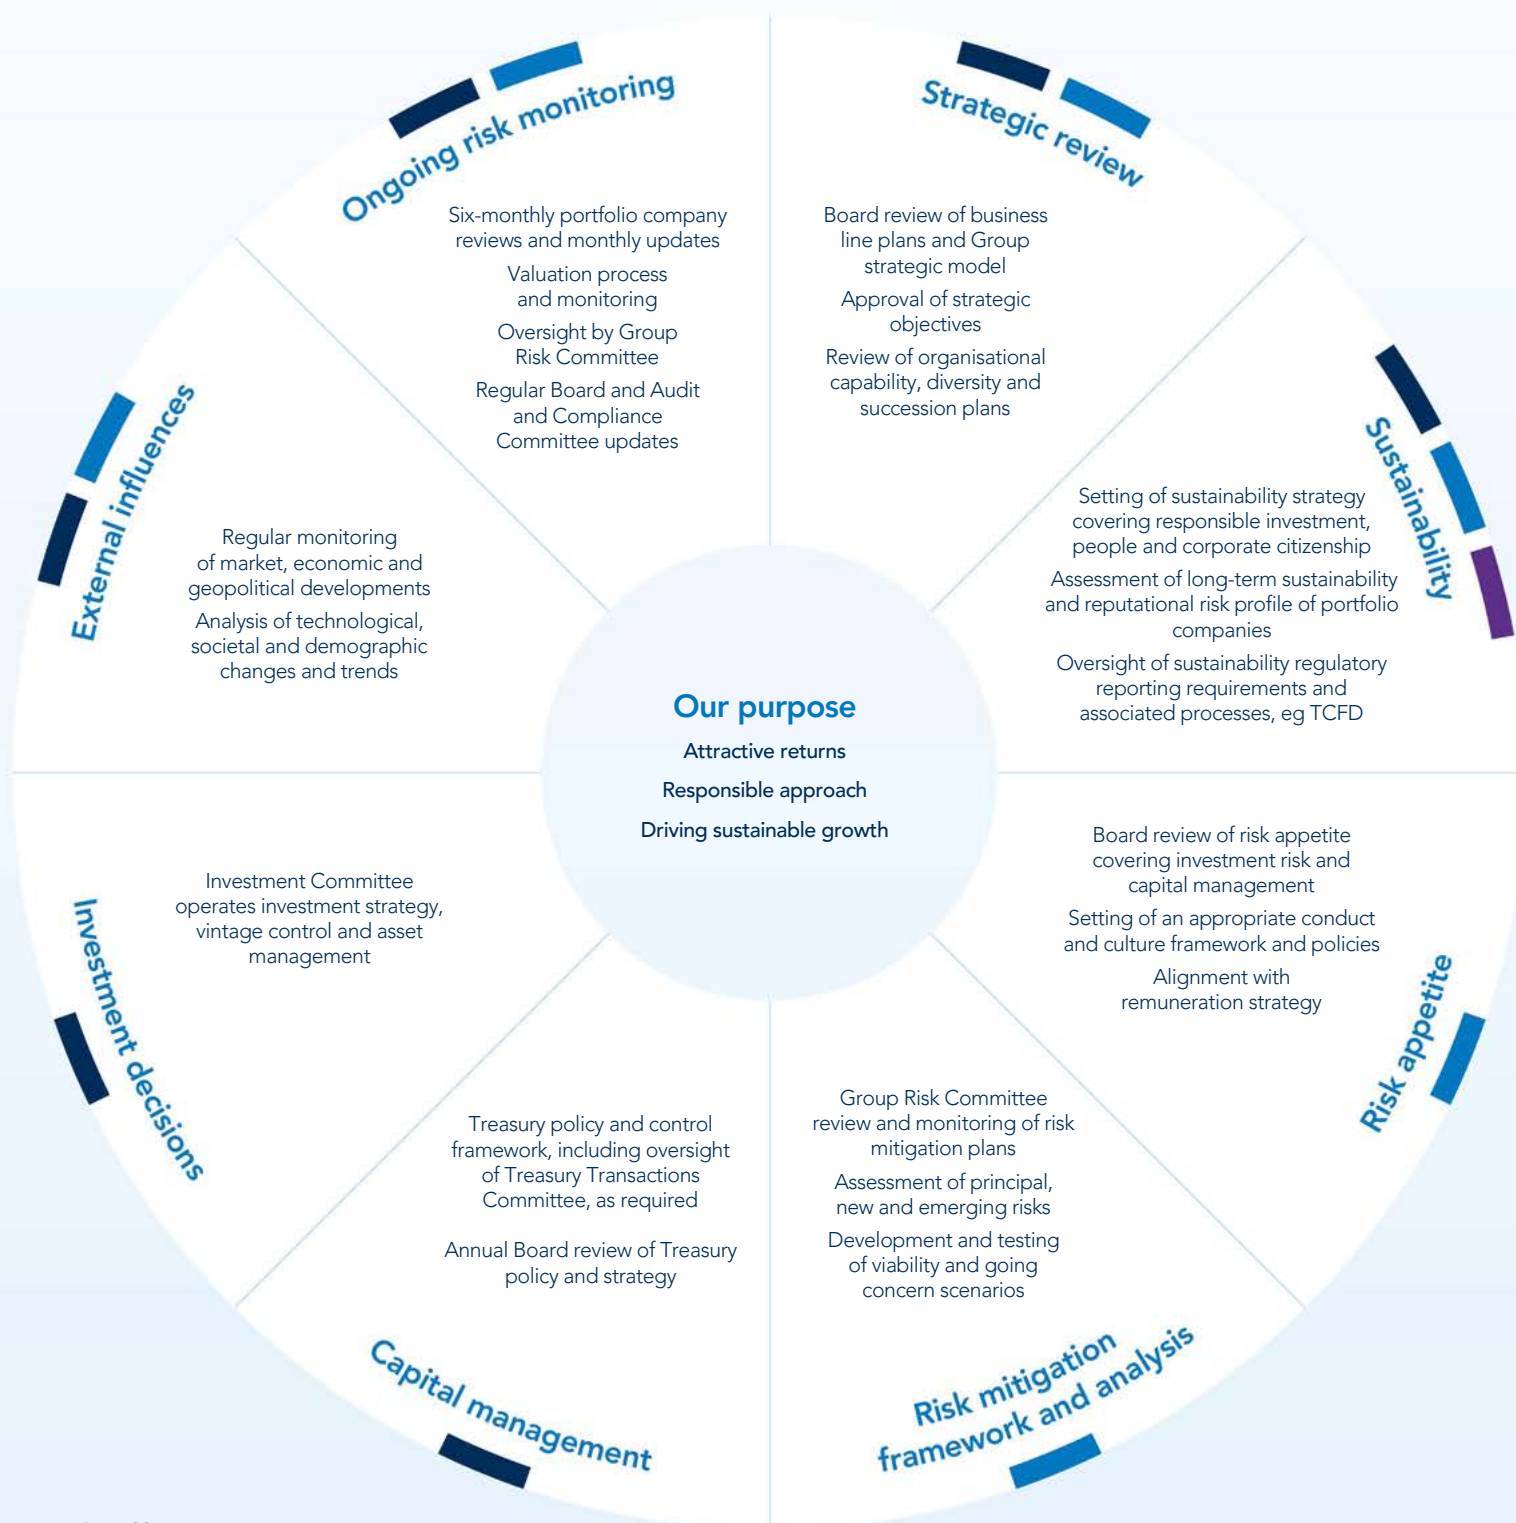 Ongoing risk monitoring
Six-monthly portfolio company
reviews and monthly updates
Valuation process
and monitoring
Oversight by Group
Risk Committee
Regular Board and Audit
and Compliance
Committee updates
Strategic review
Board review of business
line plans and Group
strategic model
Approval of strategic
objectives
Review of organisational
capability, diversity and
succession plans
Sustainability
Setting of sustainability strategy
covering responsible investment,
people and corporate citizenship
Assessment of long-term sustainability
and reputational risk profile of portfolio
companies
Oversight of sustainability regulatory
reporting requirements and
associated processes, eg TCFD
Risk appetite
Board review of risk appetite
covering investment risk and
capital management
Setting of an appropriate conduct
and culture framework and policies
Alignment with
remuneration strategy
Risk mitigation
framework and analysis
Group Risk Committee
review and monitoring of risk
mitigation plans
Assessment of principal,
new and emerging risks
Development and testing
of viability and going
concern scenarios
Capital management
Treasury policy and control
framework, including oversight
of Treasury Transactions
Committee, as required
Annual Board review of Treasury
policy and strategy
Investment decisions
Investment Committee
operates investment strategy,
vintage control and asset
management
External influences
Regular monitoring
of market, economic and
geopolitical developments
Analysis of technological,
societal and demographic
changes and trends
Our purpose
Attractive returns
Responsible approach
Driving sustainable growth